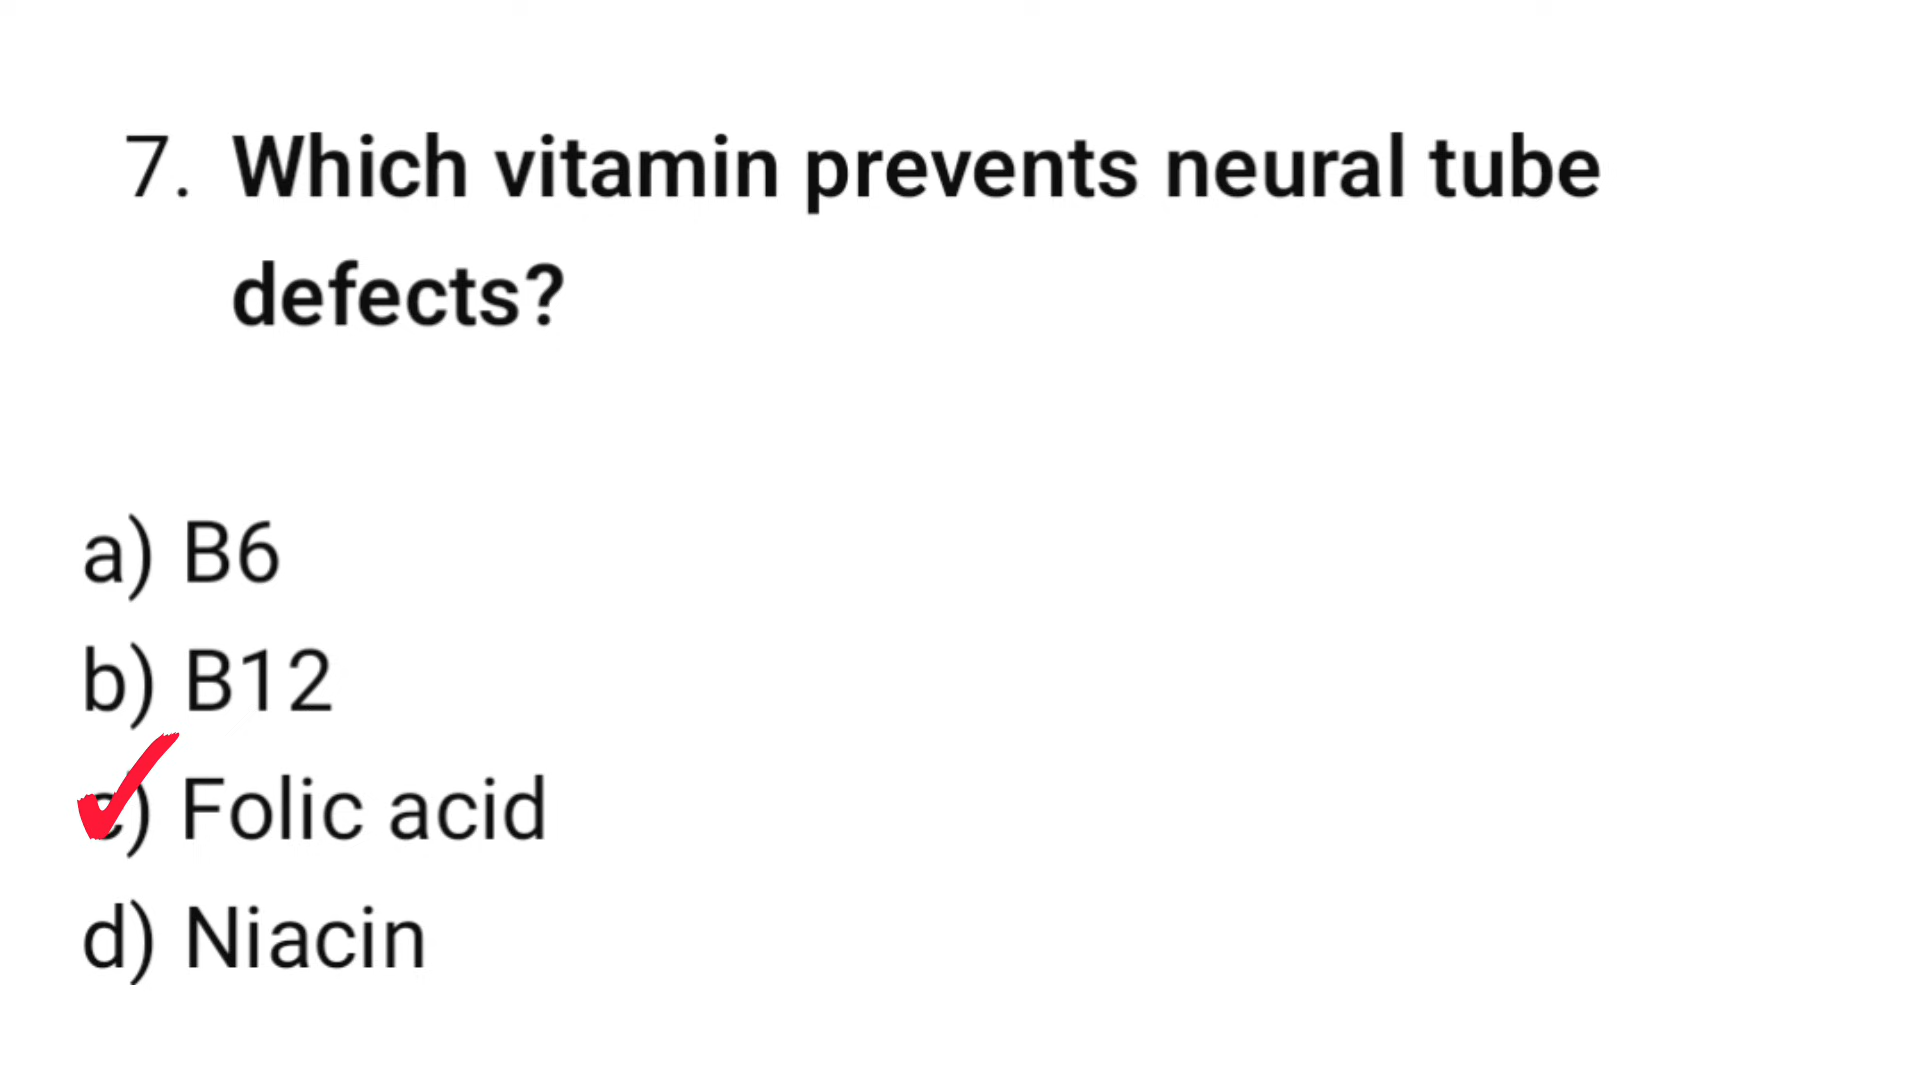 7. Which vitamin prevents neural tube
defects?
a) B6
b) B12
c) Folic acid
d) Niacin